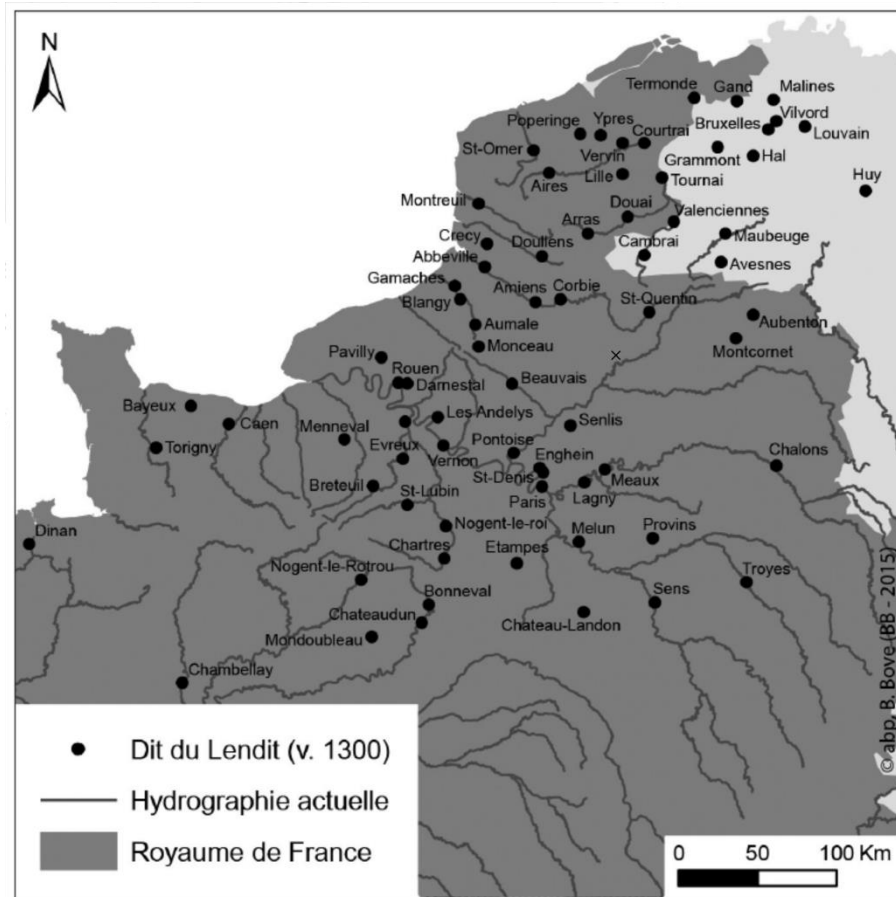 N
Termonde
Gand
Malines
Poperinge
Ypres
Courtrai
Bruxelles
Vilvord
Louvain
St-Omer
Vervin
Grammont
Hal
Aires
Lille
Tournai
Huy
Montreuil
Douai
Valenciennes
Crecy
Doullens
Arras
Cambrai
Maubeuge
Abbeville
Avesnes
Gamaches
Amiens
Corbie
St-Quentin
Blangy
Aubenton
Aumale
Montcornet
Pavilly
Monceau
Rouen
Darnestal
Beauvais
Bayeux
Les Andelys
Senlis
Caen
Menneval
Pontoise
Chalons
Torigny
Evreux
Vernon
Enghein
Breteuil
St-Denis
Meaux
St-Lubin
Paris
Lagny
Dinan
Nogent-le-roi
Melun
Provins
Chartres
Etampes
Troyes
Nogent-le-Rotrou
Bonneval
Sens
Chateaudun
Chateau-Landon
Mondoubleau
Chambellay
© abp, B. Bove (BB - 2015)
Dit du Lendit (v. 1300)
Hydrographie actuelle
Royaume de France
0 50 100 Km